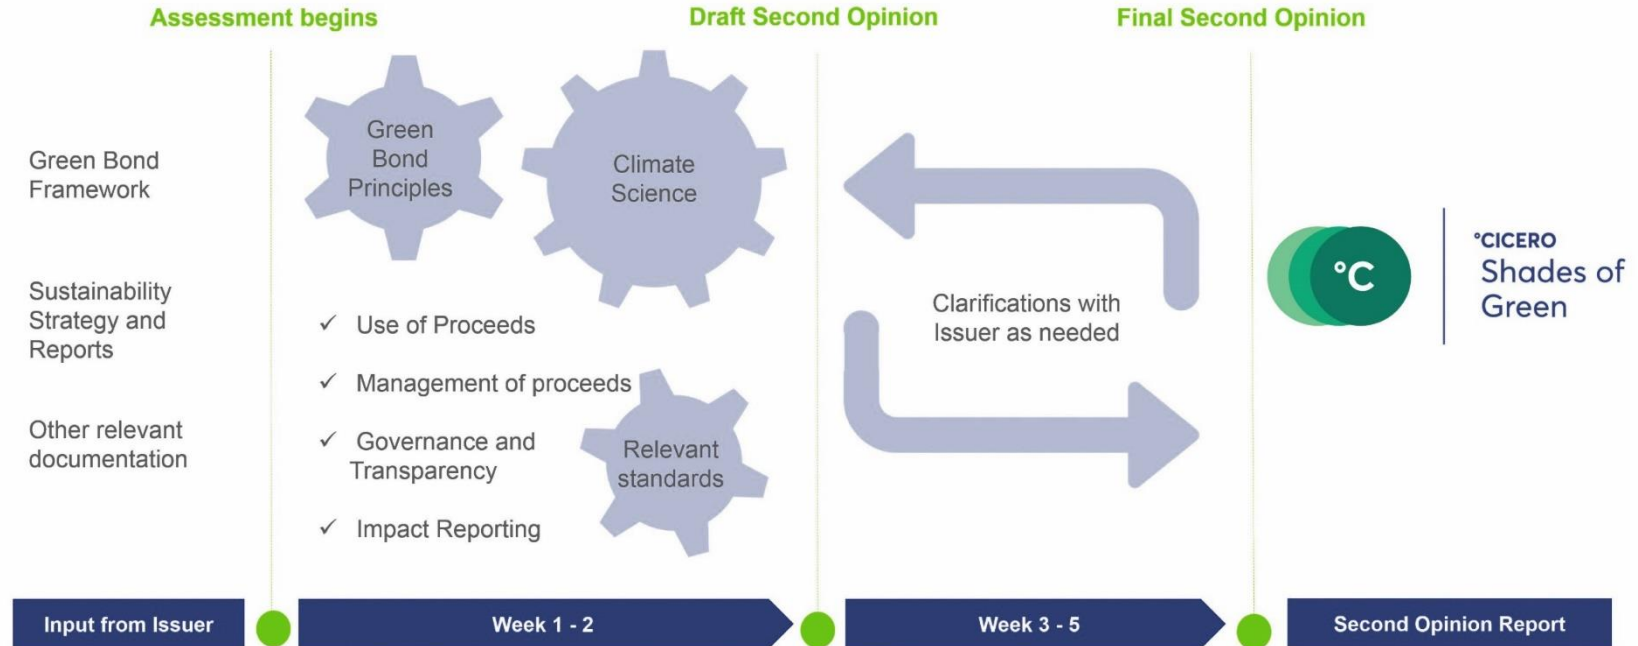 Assessment begins
Draft Second Opinion
Final Second Opinion
Green Bond
Framework
Sustainability
Strategy and
Reports
Other relevant
documentation
Green
Bond
Principles
Climate
Science
✓ Use of Proceeds
✓ Management of proceeds
✓ Governance and
Transparency
✓ Impact Reporting
Relevant
standards
Clarifications with
Issuer as needed
°C
°CICERO
Shades of
Green
Input from Issuer
Week 1 - 2
Week 3 - 5
Second Opinion Report